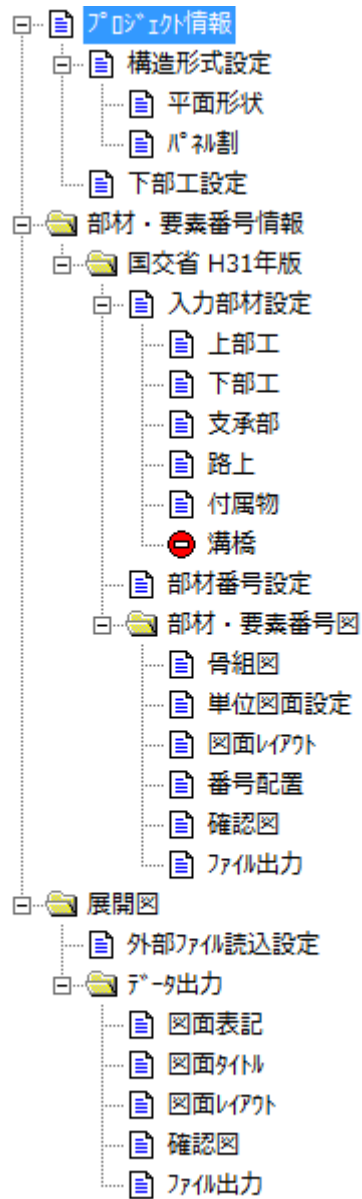 ﾌﾟﾛｼﾞｪｸﾄ情報
構造形式設定
平面形状
ﾊﾟﾈﾙ割
下部工設定
部材・要素番号情報
国交省 H31年版
入力部材設定
上部工
下部工
支承部
路上
付属物
溝橋
部材番号設定
部材・要素番号図
骨組図
単位図面設定
図面ﾚｲｱｳﾄ
番号配置
確認図
ﾌｧｲﾙ出力
展開図
外部ﾌｧｲﾙ読込設定
ﾃﾞｰﾀ出力
図面表記
図面ﾀｲﾄﾙ
図面ﾚｲｱｳﾄ
確認図
ﾌｧｲﾙ出力